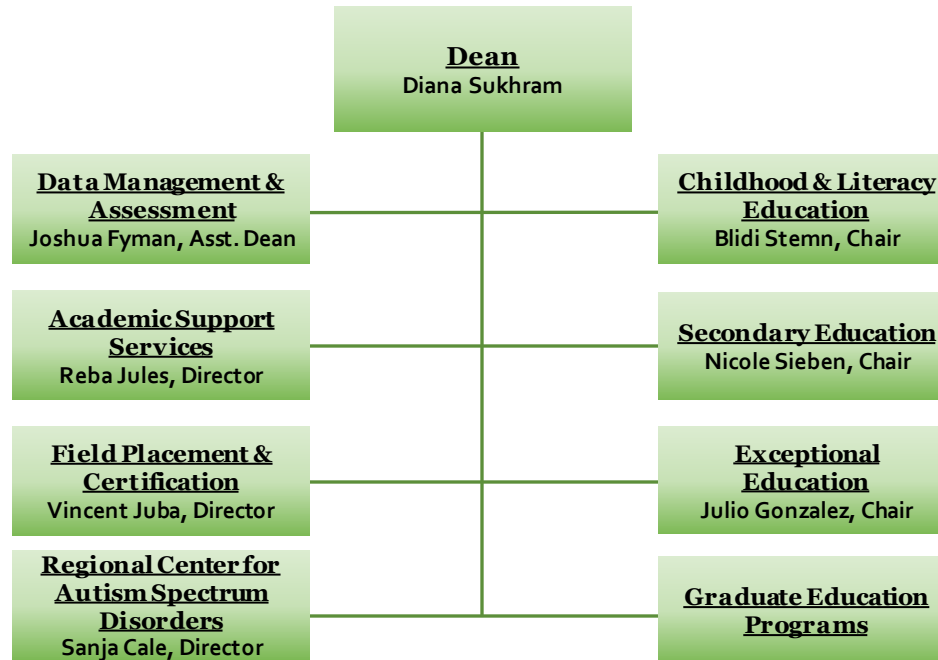 Dean
Diana Sukhram
Data Management &
Assessment
Joshua Fyman, Asst. Dean
Childhood & Literacy
Education
Blidi Stemn, Chair
Academic Support
Services
Reba Jules, Director
Secondary Education
Nicole Sieben, Chair
Field Placement &
Certification
Vincent Juba, Director
Exceptional
Education
Julio Gonzalez, Chair
Regional Center for
Autism Spectrum
Disorders
Sanja Cale, Director
Graduate Education
Programs